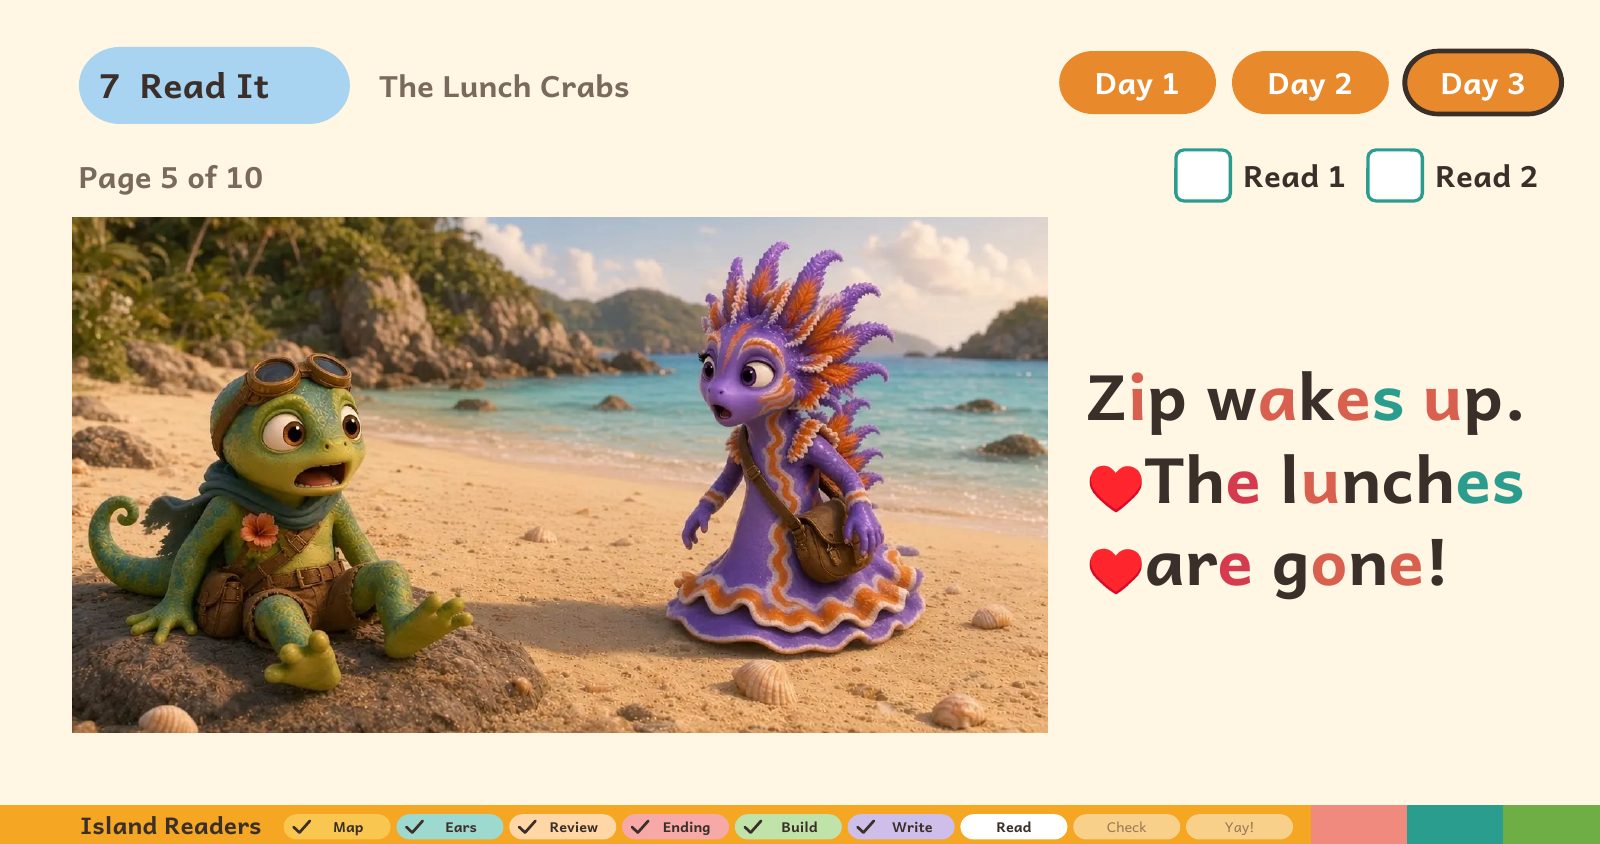 7 Read It
The Lunch Crabs
Day 1
Day 2
Day 3
Page 5 of 10
Read 1
Read 2
Zip wakes up.
❤️The lunches
❤️are gone!
Island Readers
Map
Ears
Review
Ending
Build
Write
Read
Check
Yay!